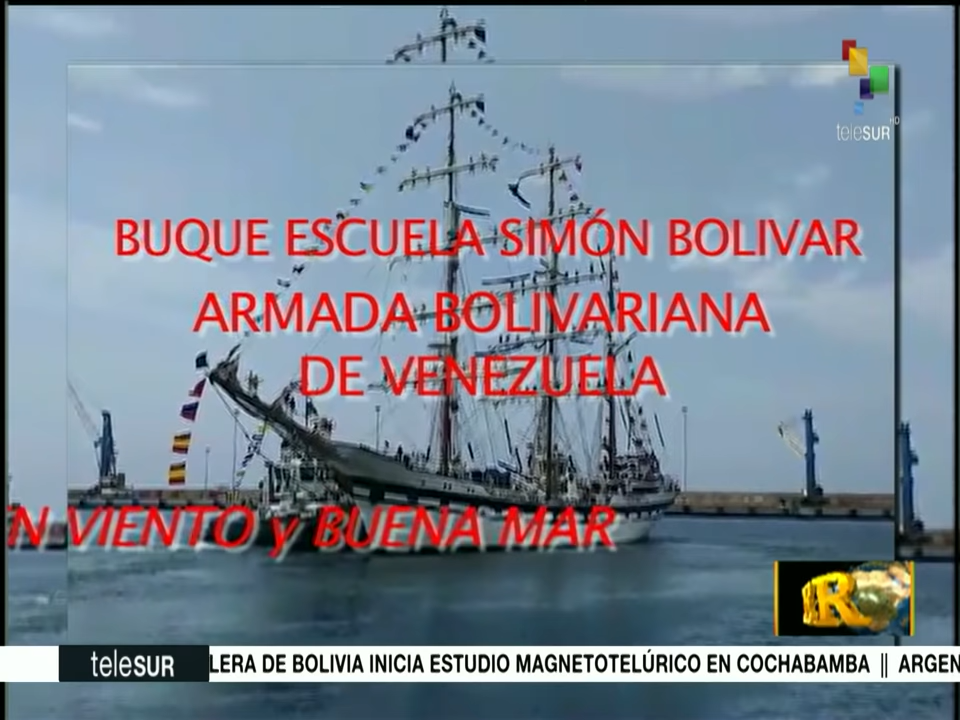 teleSUR HD
BUQUE ESCUELA SIMÓN BOLIVAR
ARMADA BOLIVARIANA
DE VENEZUELA
N VIENTO y BUENA MAR
R
teleSUR
LERA DE BOLIVIA INICIA ESTUDIO MAGNETOTELÚRICO EN COCHABAMBA || ARGEN